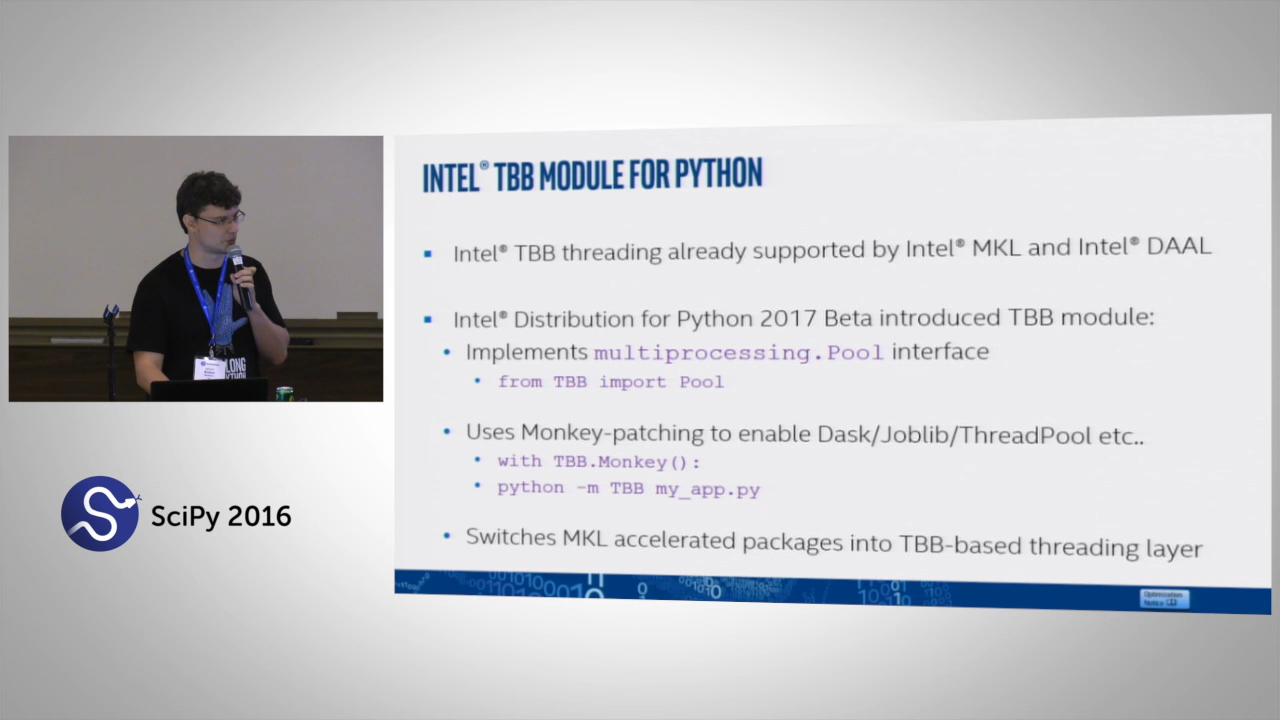 INTEL® TBB MODULE FOR PYTHON
Intel® TBB threading already supported by Intel® MKL and Intel® DAAL
Intel® Distribution for Python 2017 Beta introduced TBB module:
Implements multiprocessing.Pool interface
from TBB import Pool
Uses Monkey-patching to enable Dask/Joblib/ThreadPool etc..
with TBB.Monkey():
python -m TBB my_app.py
Switches MKL accelerated packages into TBB-based threading layer
Optimization
Notice
LONG
SciPy 2016